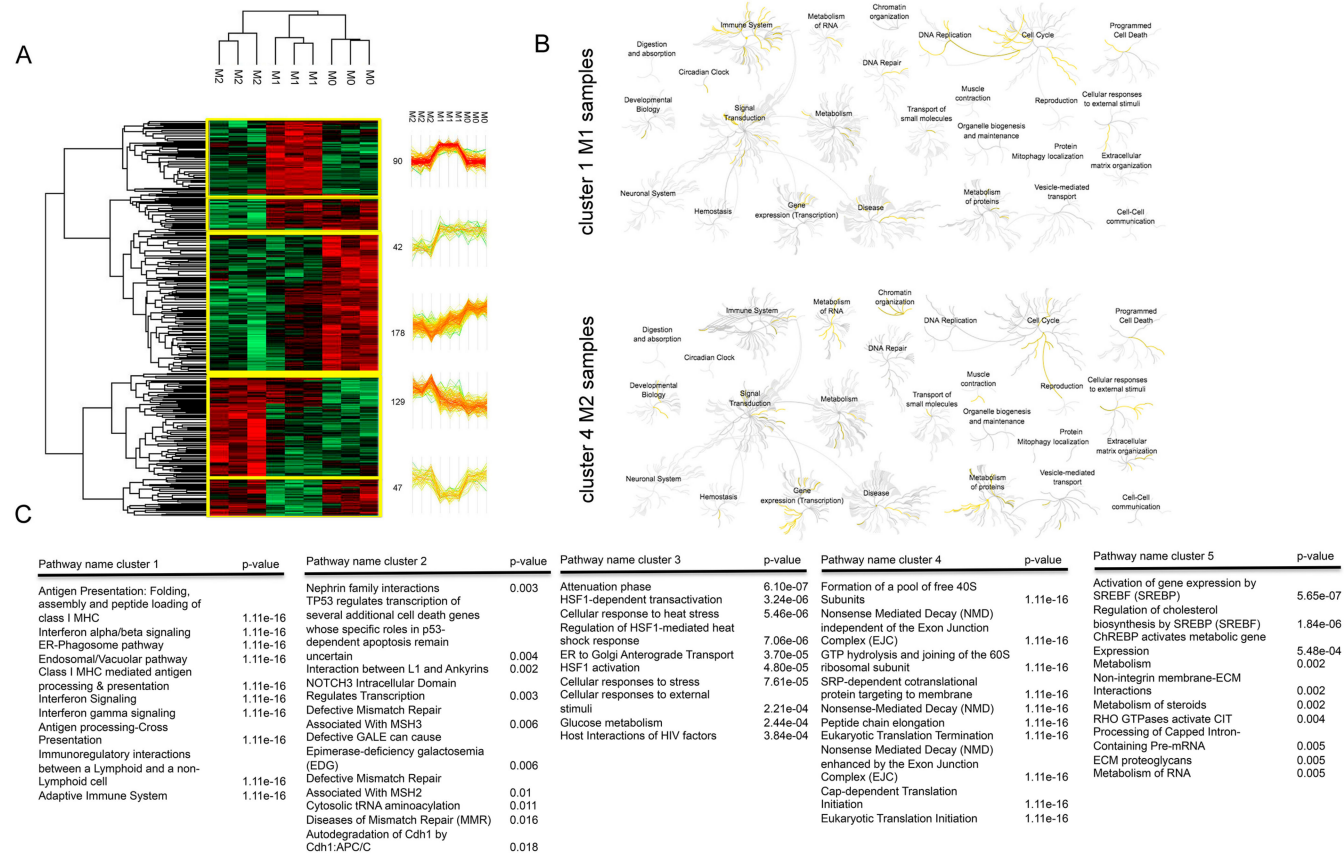 A
M2
M2
M2
M1
M1
M1
M0
M0
M0
M2
M2
M2
M1
M1
M1
M0
M0
M0
90
42
178
129
47
B
cluster 1 M1 samples
Immune System
Metabolism
of RNA
Chromatin
organization
DNA Replication
Cell Cycle
Programmed
Cell Death
Digestion
and absorption
Circadian Clock
DNA Repair
Developmental
Biology
Signal
Transduction
Metabolism
Transport of
small molecules
Muscle
contraction
Reproduction
Cellular responses
to external stimuli
Organelle biogenesis
and maintenance
Protein
Mitophagy localization
Extracellular
matrix organization
Neuronal System
Hemostasis
Gene
expression (Transcription)
Disease
Metabolism
of proteins
Vesicle-mediated
transport
Cell-Cell
communication
cluster 4 M2 samples
Immune System
Metabolism
of RNA
Chromatin
organization
DNA Replication
Cell Cycle
Programmed
Cell Death
Digestion
and absorption
Circadian Clock
DNA Repair
Developmental
Biology
Signal
Transduction
Metabolism
Transport of
small molecules
Muscle
contraction
Reproduction
Cellular responses
to external stimuli
Organelle biogenesis
and maintenance
Protein
Mitophagy localization
Extracellular
matrix organization
Neuronal System
Hemostasis
Gene
expression (Transcription)
Disease
Metabolism
of proteins
Vesicle-mediated
transport
Cell-Cell
communication
C
Pathway name cluster 1 p-value
Antigen Presentation: Folding,
assembly and peptide loading of
class I MHC 1.11e-16
Interferon alpha/beta signaling 1.11e-16
ER-Phagosome pathway 1.11e-16
Endosomal/Vacuolar pathway 1.11e-16
Class I MHC mediated antigen
processing & presentation 1.11e-16
Interferon Signaling 1.11e-16
Interferon gamma signaling 1.11e-16
Antigen processing-Cross
Presentation 1.11e-16
Immunoregulatory interactions
between a Lymphoid and a non-
Lymphoid cell 1.11e-16
Adaptive Immune System 1.11e-16
Pathway name cluster 2 p-value
Nephrin family interactions 0.003
TP53 regulates transcription of
several additional cell death genes
whose specific roles in p53-
dependent apoptosis remain
uncertain 0.004
Interaction between L1 and Ankyrins 0.002
NOTCH3 Intracellular Domain
Regulates Transcription 0.003
Defective Mismatch Repair
Associated With MSH3 0.006
Defective GALE can cause
Epimerase-deficiency galactosemia
(EDG) 0.006
Defective Mismatch Repair
Associated With MSH2 0.01
Cytosolic tRNA aminoacylation 0.011
Diseases of Mismatch Repair (MMR) 0.016
Autodegradation of Cdh1 by
Cdh1:APC/C 0.018
Pathway name cluster 3 p-value
Attenuation phase 6.10e-07
HSF1-dependent transactivation 3.24e-06
Cellular response to heat stress 5.46e-06
Regulation of HSF1-mediated heat
shock response 7.06e-06
ER to Golgi Anterograde Transport 3.70e-05
HSF1 activation 4.80e-05
Cellular responses to stress 7.61e-05
Cellular responses to external
stimuli 2.21e-04
Glucose metabolism 2.44e-04
Host Interactions of HIV factors 3.84e-04
Pathway name cluster 4 p-value
Formation of a pool of free 40S
Subunits 1.11e-16
Nonsense Mediated Decay (NMD)
independent of the Exon Junction
Complex (EJC) 1.11e-16
GTP hydrolysis and joining of the 60S
ribosomal subunit 1.11e-16
SRP-dependent cotranslational
protein targeting to membrane 1.11e-16
Nonsense-Mediated Decay (NMD) 1.11e-16
Peptide chain elongation 1.11e-16
Eukaryotic Translation Termination 1.11e-16
Nonsense Mediated Decay (NMD)
enhanced by the Exon Junction
Complex (EJC) 1.11e-16
Cap-dependent Translation
Initiation 1.11e-16
Eukaryotic Translation Initiation 1.11e-16
Pathway name cluster 5 p-value
Activation of gene expression by
SREBF (SREBP) 5.65e-07
Regulation of cholesterol
biosynthesis by SREBP (SREBF) 1.84e-06
ChREBP activates metabolic gene
Expression 5.48e-04
Metabolism 0.002
Non-integrin membrane-ECM
Interactions 0.002
Metabolism of steroids 0.002
RHO GTPases activate CIT 0.004
Processing of Capped Intron-
Containing Pre-mRNA 0.005
ECM proteoglycans 0.005
Metabolism of RNA 0.005